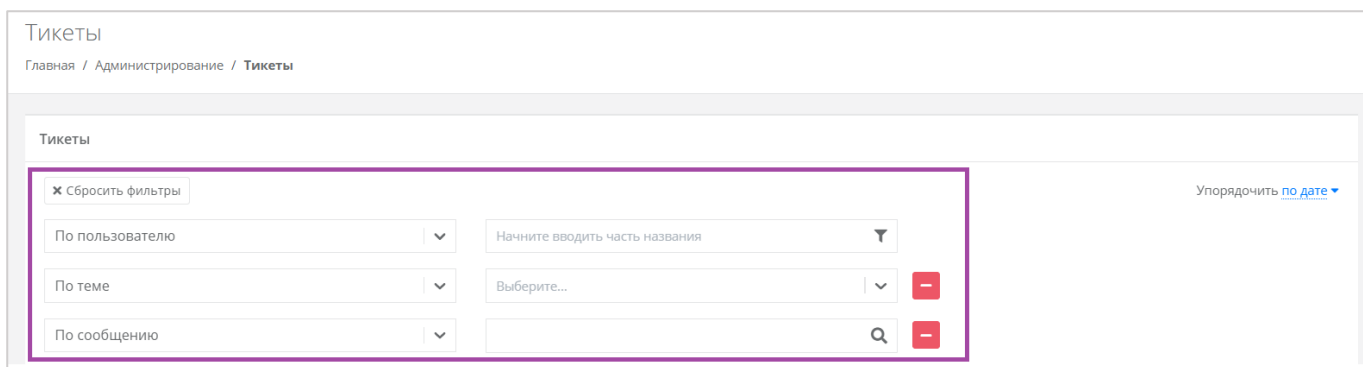 Тикеты
Главная / Администрирование / Тикеты
Тикеты
Сбросить фильтры
Упорядочить по дате
По пользователю
Начните вводить часть названия
По теме
Выберите...
По сообщению